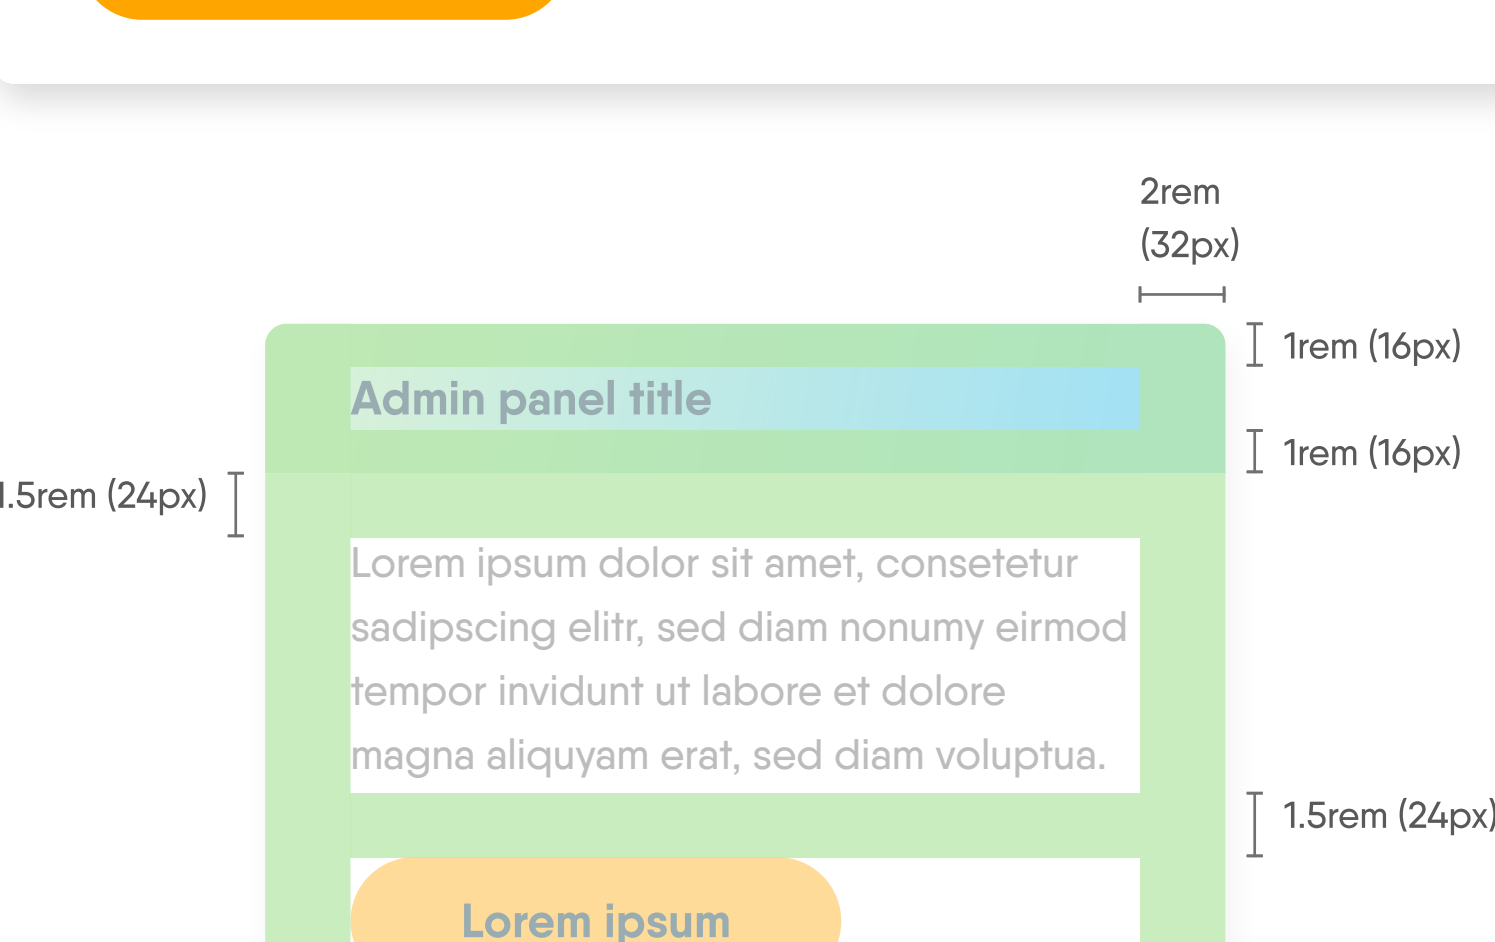 2rem
(32px)
1rem (16px)
Admin panel title
1rem (16px)
1.5rem (24px)
Lorem ipsum dolor sit amet, consetetur
sadipscing elitr, sed diam nonumy eirmod
tempor invidunt ut labore et dolore
magna aliquyam erat, sed diam voluptua.
1.5rem (24px)
Lorem ipsum